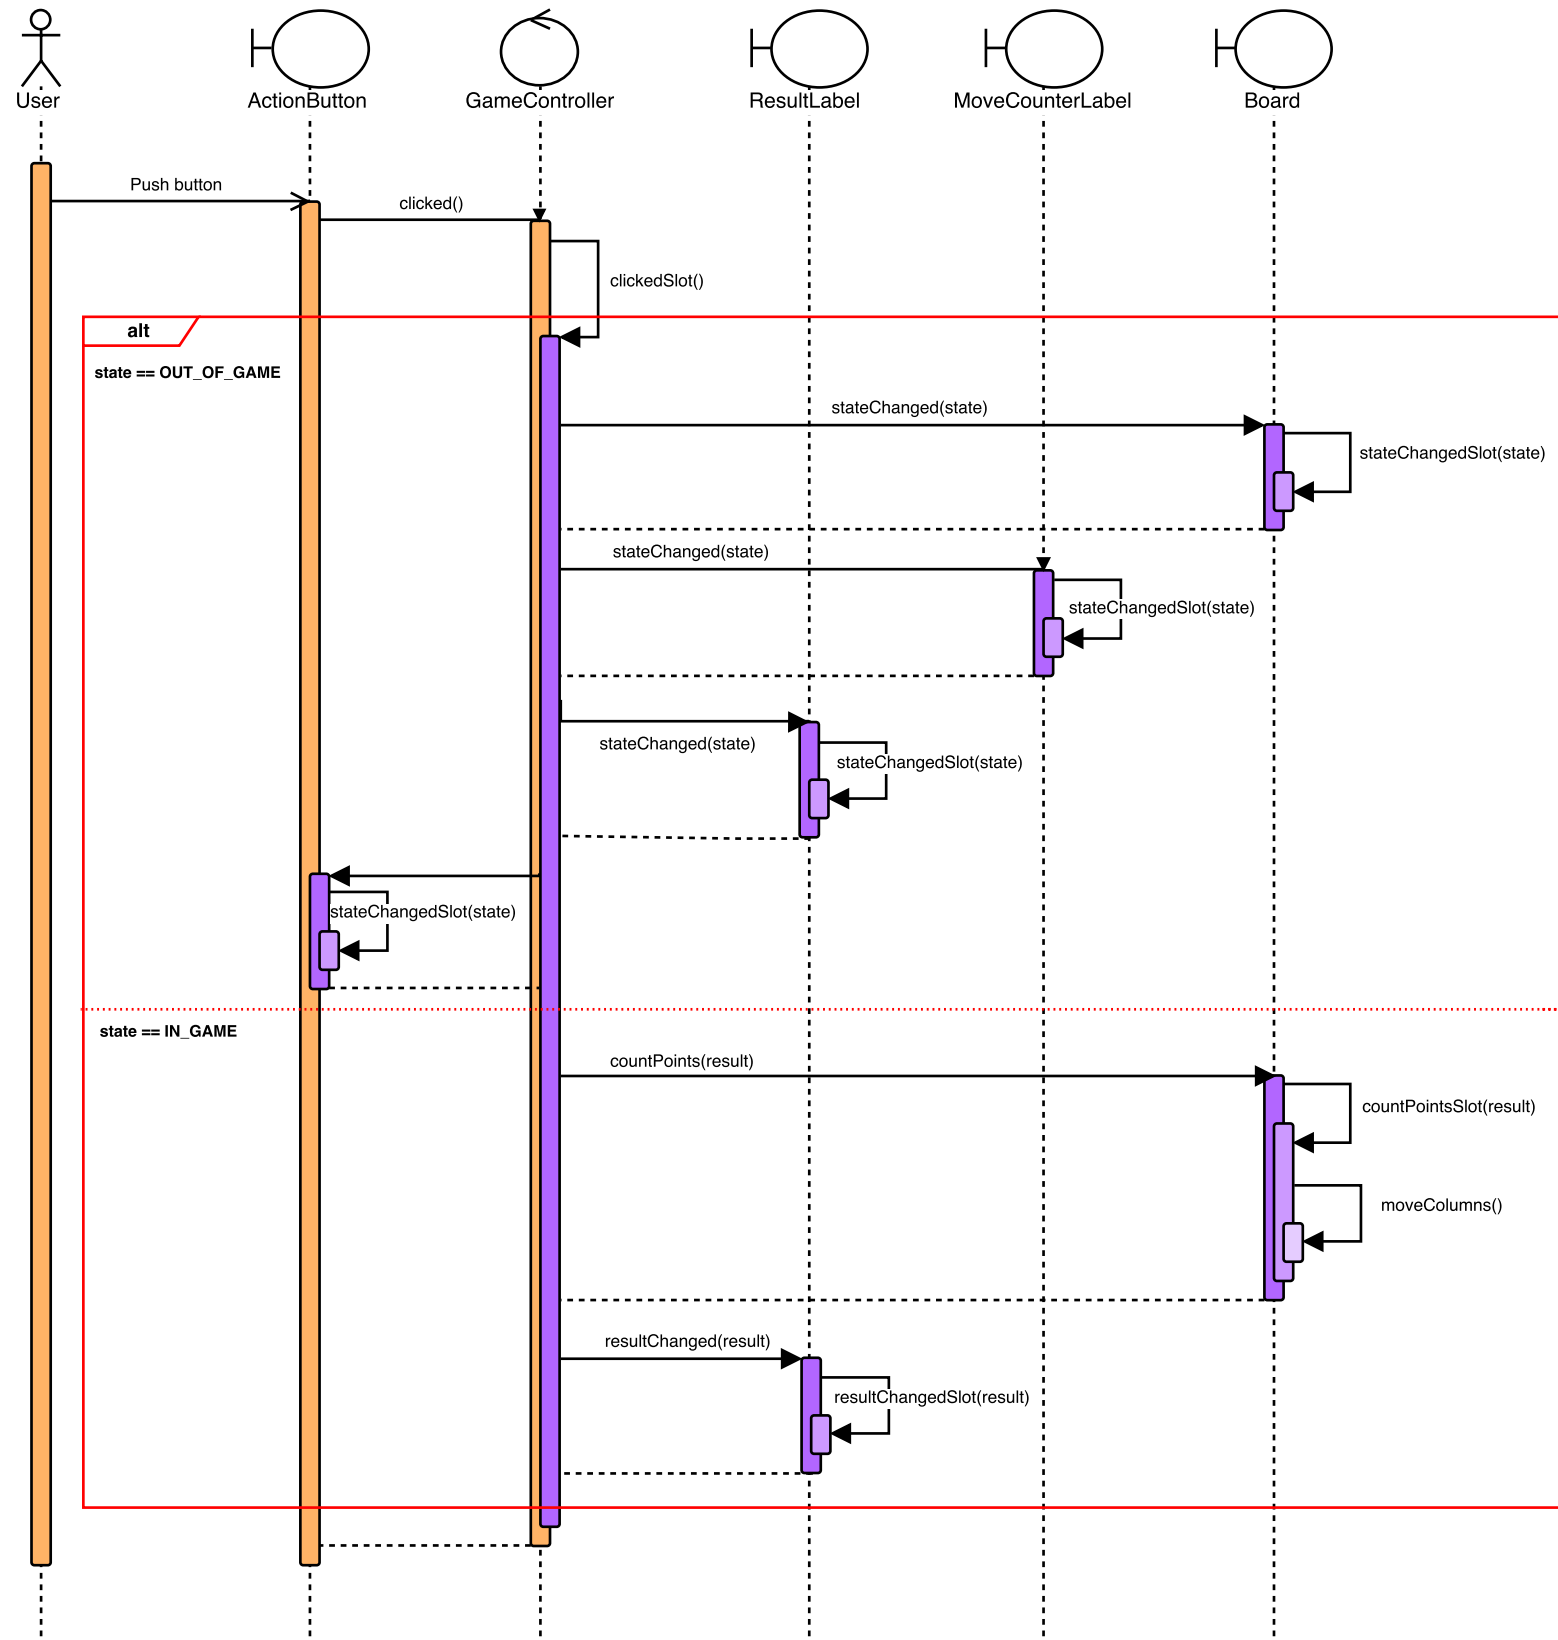 User
ActionButton
GameController
ResultLabel
MoveCounterLabel
Board
Push button
clicked()
clickedSlot()
alt
state == OUT_OF_GAME
stateChanged(state)
stateChangedSlot(state)
stateChanged(state)
stateChangedSlot(state)
stateChanged(state)
stateChangedSlot(state)
stateChangedSlot(state)
state == IN_GAME
countPoints(result)
countPointsSlot(result)
moveColumns()
resultChanged(result)
resultChangedSlot(result)